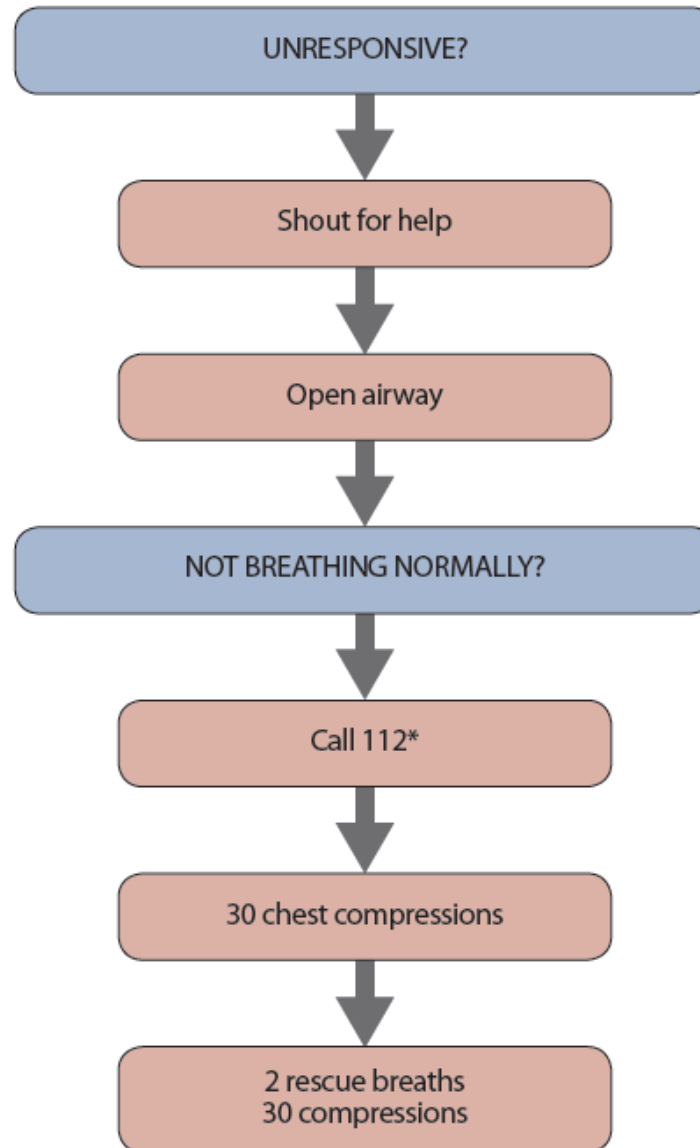 UNRESPONSIVE?
Shout for help
Open airway
NOT BREATHING NORMALLY?
Call 112*
30 chest compressions
2 rescue breaths
30 compressions